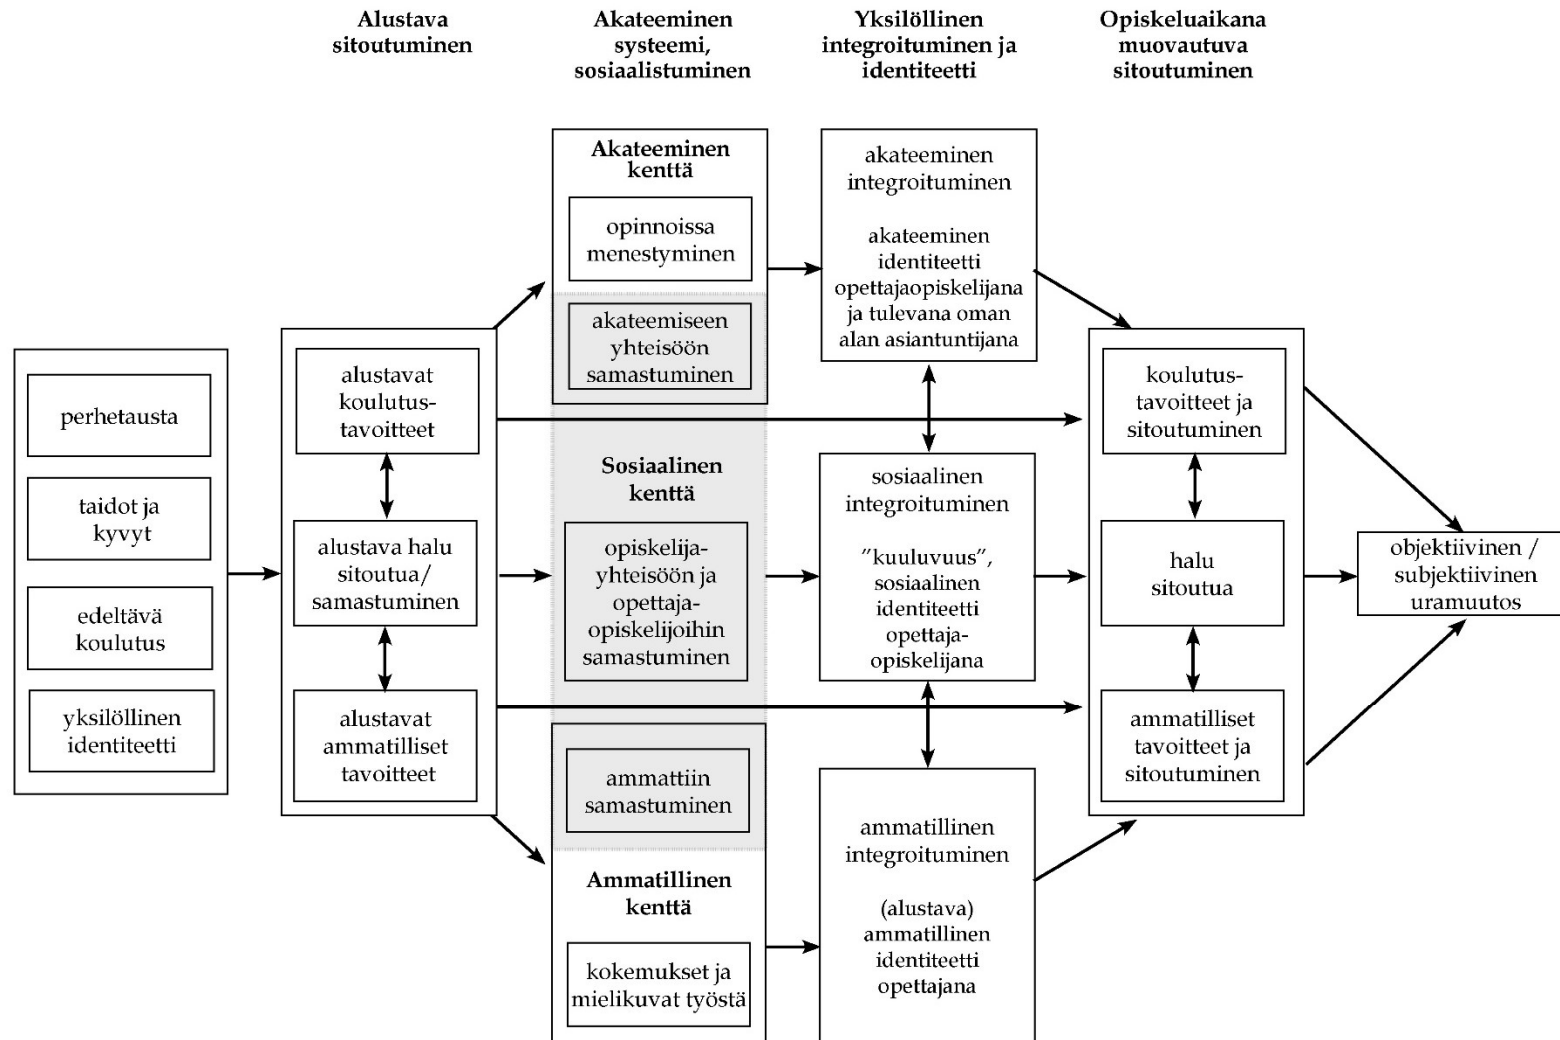 Alustava
sitoutuminen
Akateeminen
systeemi,
sosiaalistuminen
Yksilöllinen
integroituminen ja
identiteetti
Opiskeluaikana
muovautuva
sitoutuminen
perhetausta
taidot ja
kyvyt
edeltävä
koulutus
yksilöllinen
identiteetti
alustavat
koulutus-
tavoitteet
alustava halu
sitoutua/
samastuminen
alustavat
ammatilliset
tavoitteet
Akateeminen
kenttä
opinnoissa
menestyminen
akateemiseen
yhteisöön
samastuminen
Sosiaalinen
kenttä
opiskelija-
yhteisöön ja
opettaja-
opiskelijoihin
samastuminen
ammattiin
samastuminen
Ammatillinen
kenttä
kokemukset ja
mielikuvat työstä
akateeminen
integroituminen
akateeminen
identiteetti
opettajaopiskelijana
ja tulevana oman
alan asiantuntijana
sosiaalinen
integroituminen
”kuuluvuus”,
sosiaalinen
identiteetti
opettaja-
opiskelijana
ammatillinen
integroituminen
(alustava)
ammatillinen
identiteetti
opettajana
koulutus-
tavoitteet ja
sitoutuminen
halu
sitoutua
ammatilliset
tavoitteet ja
sitoutuminen
objektiivinen /
subjektiivinen
uramuutos